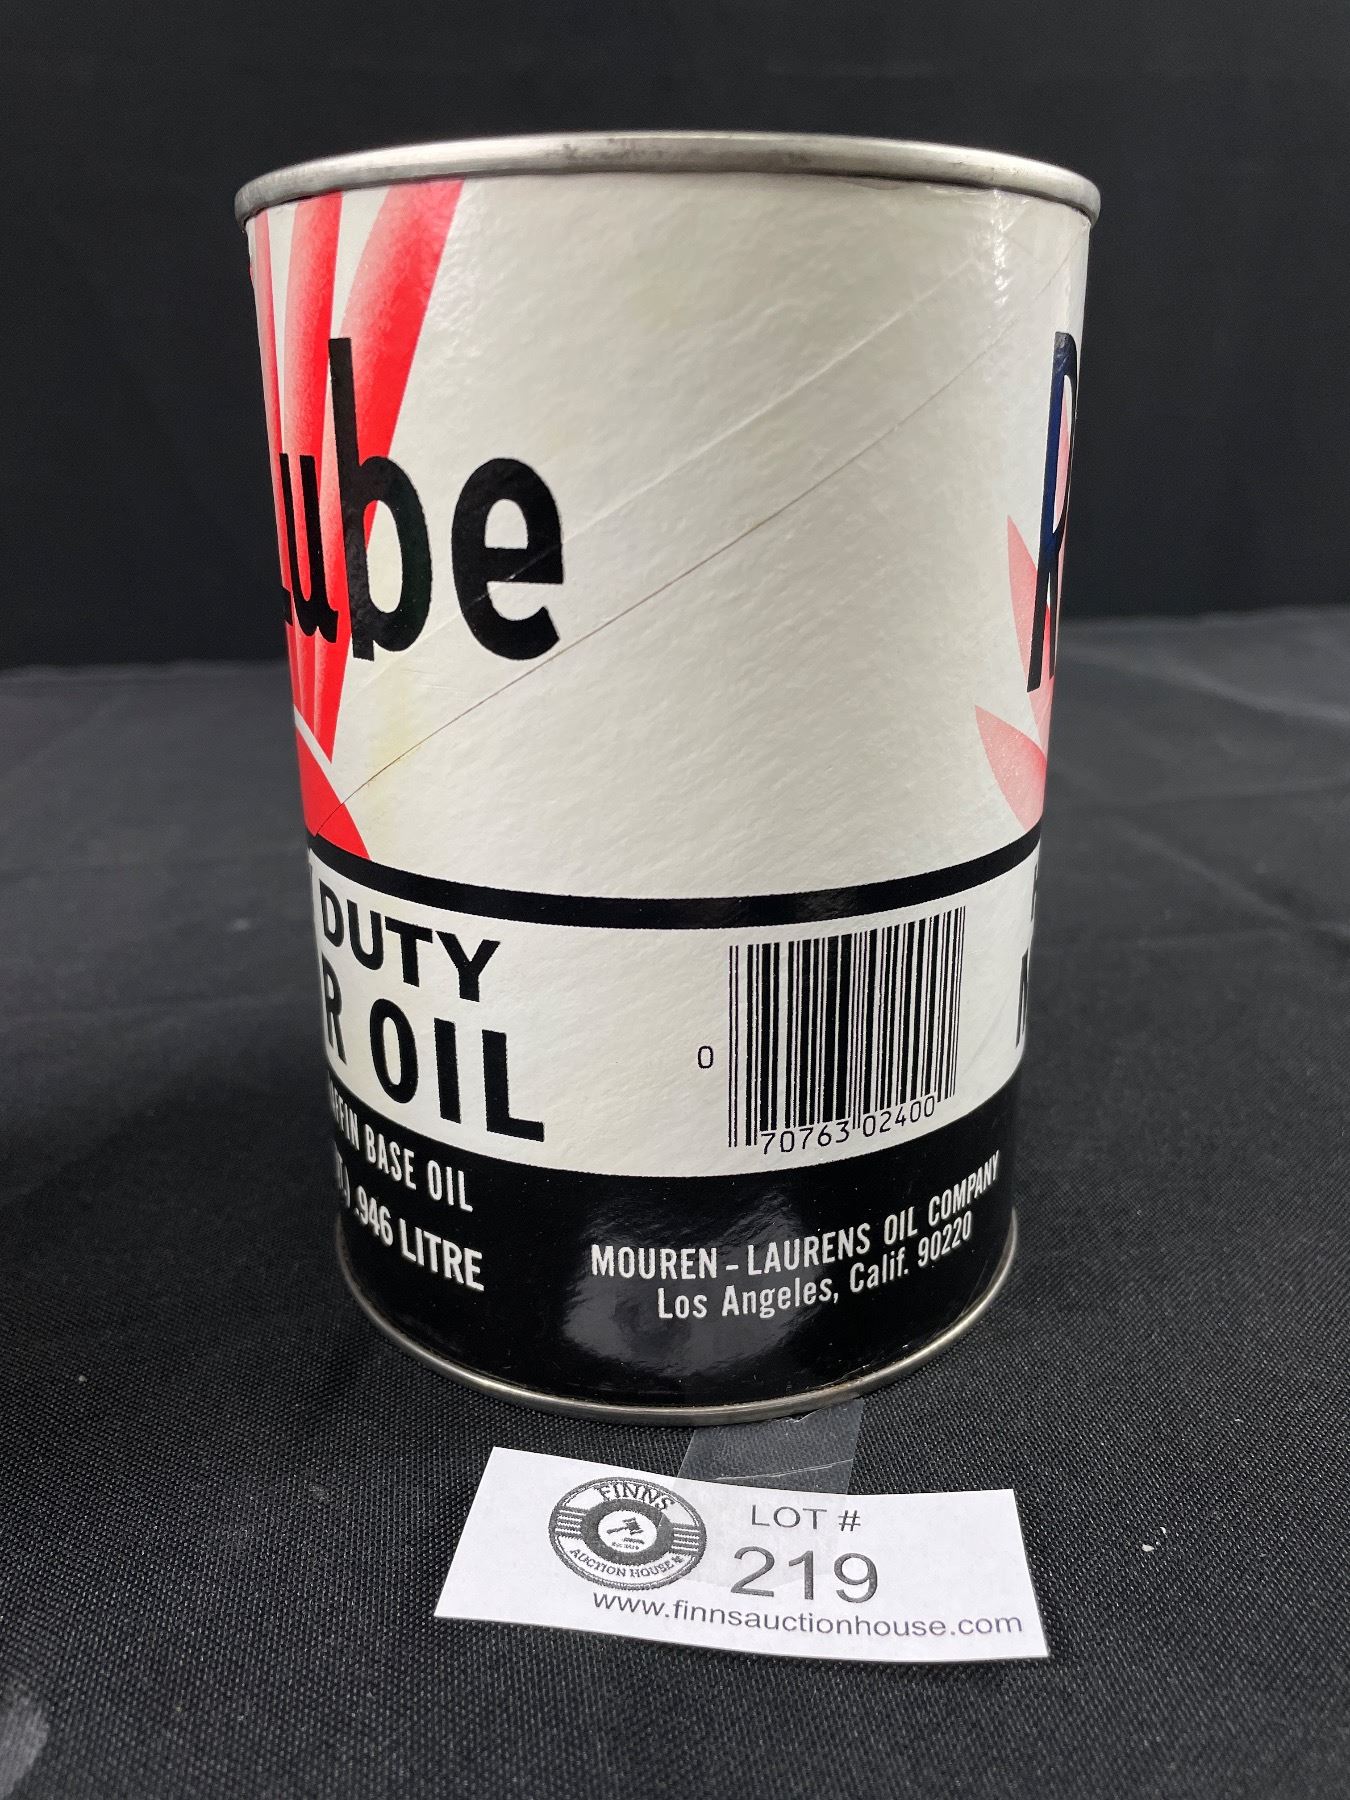 Lube
R
DUTY
R OIL
FFIN BASE OIL
.946 LITRE
0 70763 02400
MOUREN-LAURENS OIL COMPANY
Los Angeles, Calif. 90220
FINNS
AUCTION HOUSE
LOT #
219
www.finnsauctionhouse.com